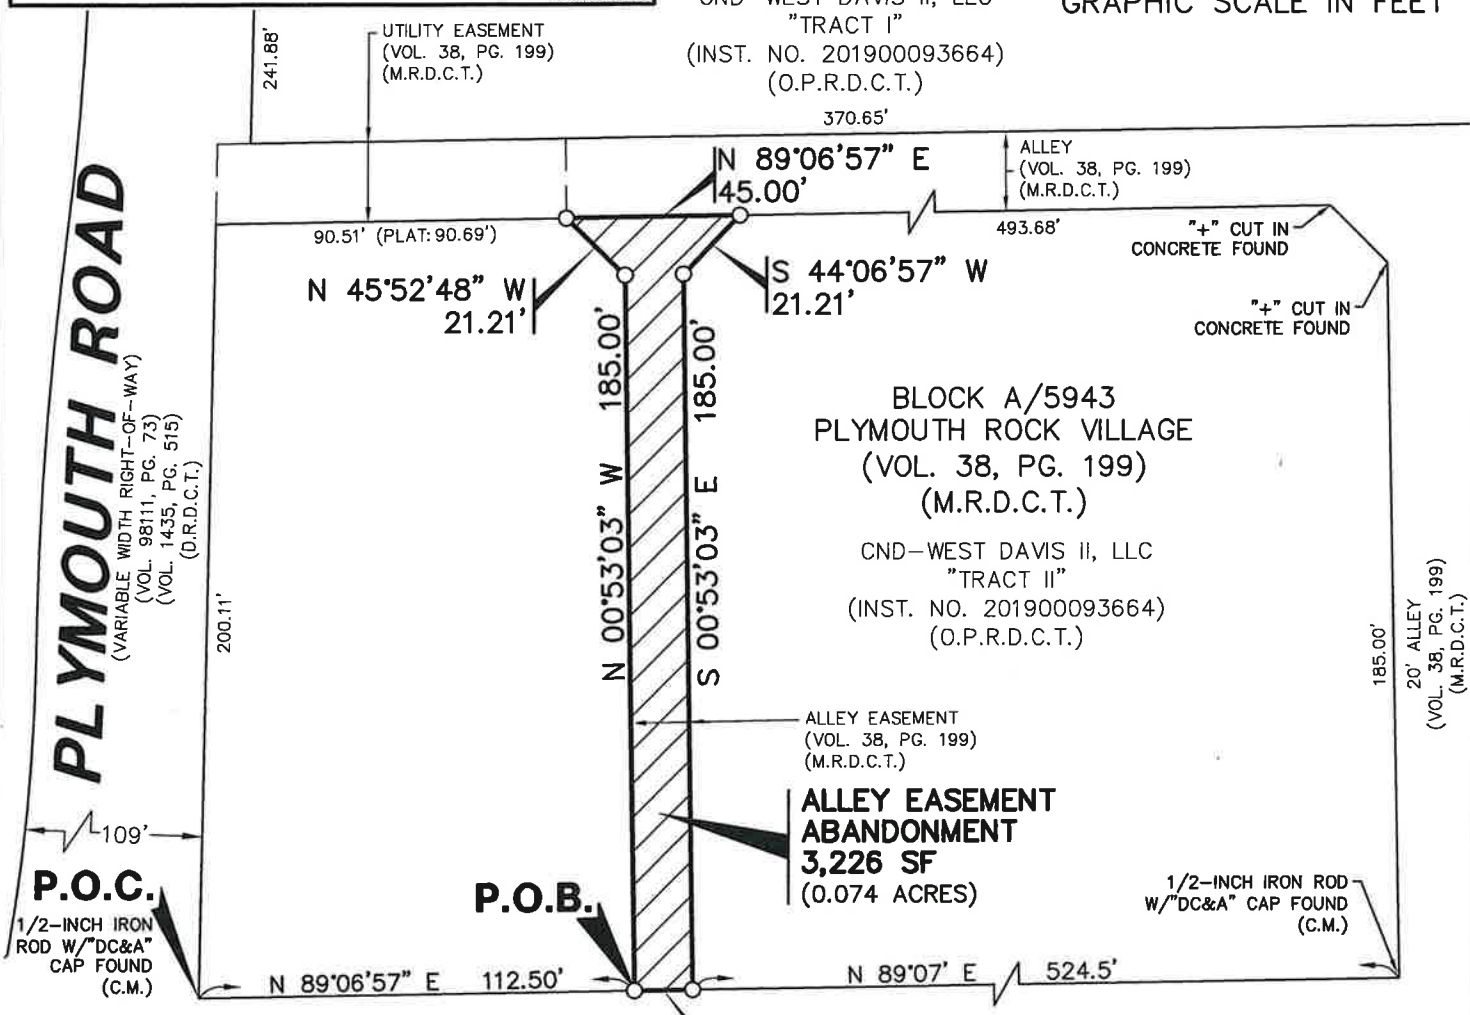 CND-WEST DAVIS II, LLC
"TRACT I"
(INST. NO. 201900093664)
(O.P.R.D.C.T.)
GRAPHIC SCALE IN FEET
241.88'
UTILITY EASEMENT
(VOL. 38, PG. 199)
(M.R.D.C.T.)
370.65'
ALLEY
(VOL. 38, PG. 199)
(M.R.D.C.T.)
N 89°06'57" E
45.00'
90.51' (PLAT: 90.69')
493.68'
"+" CUT IN
CONCRETE FOUND
N 45°52'48" W
21.21'
S 44°06'57" W
21.21'
"+" CUT IN
CONCRETE FOUND
PLYMOUTH ROAD
(VARIABLE WIDTH RIGHT-OF-WAY)
(VOL. 98111, PG. 73)
(VOL. 1435, PG. 515)
(D.R.D.C.T.)
200.11'
N 00°53'03" W 185.00'
S 00°53'03" E 185.00'
BLOCK A/5943
PLYMOUTH ROCK VILLAGE
(VOL. 38, PG. 199)
(M.R.D.C.T.)
CND-WEST DAVIS II, LLC
"TRACT II"
(INST. NO. 201900093664)
(O.P.R.D.C.T.)
185.00'
20' ALLEY
(VOL. 38, PG. 199)
(M.R.D.C.T.)
ALLEY EASEMENT
(VOL. 38, PG. 199)
(M.R.D.C.T.)
ALLEY EASEMENT
ABANDONMENT
3,226 SF
(0.074 ACRES)
109'
P.O.C.
1/2-INCH IRON
ROD W/"DC&A"
CAP FOUND
(C.M.)
P.O.B.
1/2-INCH IRON ROD
W/"DC&A" CAP FOUND
(C.M.)
N 89°06'57" E 112.50'
N 89°07' E 524.5'